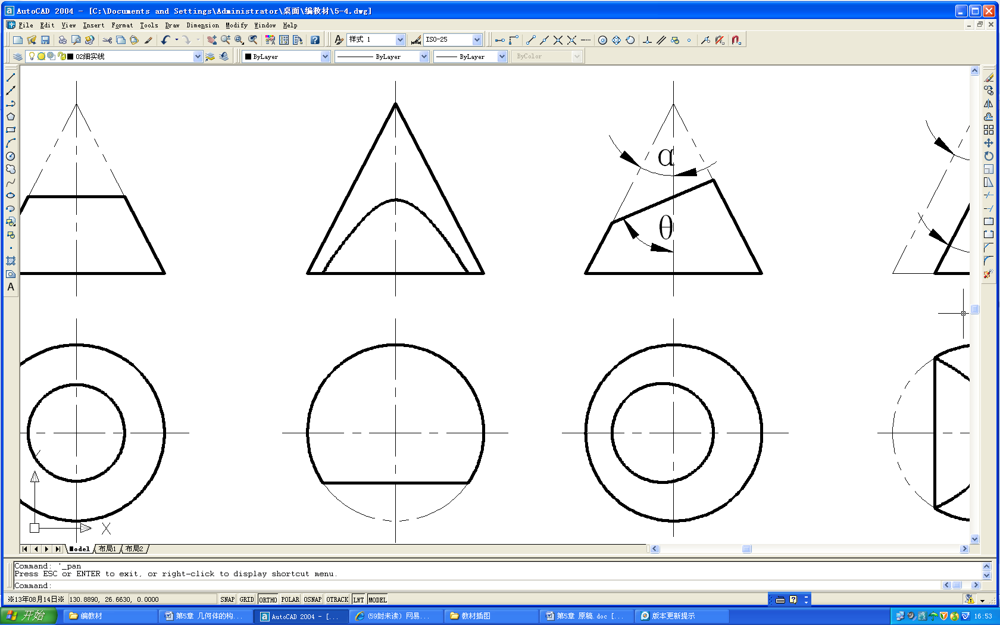 AutoCAD 2004 - [C:\Documents and Settings\Administrator\桌面\编教材\5-4.dwg]
File Edit View Insert Format Tools Draw Dimension Modify Window Help
样式 1 ISO-25
02细实线 ByLayer ByLayer ByLayer ByColor
A
α
θ
X
Model 布局1 布局2
Command: '_pan
Press ESC or ENTER to exit, or right-click to display shortcut menu.
Command:
※13年08月14日※ 130.8890, 26.6630, 0.0000 SNAP GRID ORTHO POLAR OSNAP OTRACK LWT MODEL
开始 编教材 第5章 几何体的构... AutoCAD 2004 - [... (59封未读) 网易... 教材插图 第5章 原稿.doc [... 版本更新提示 16:53